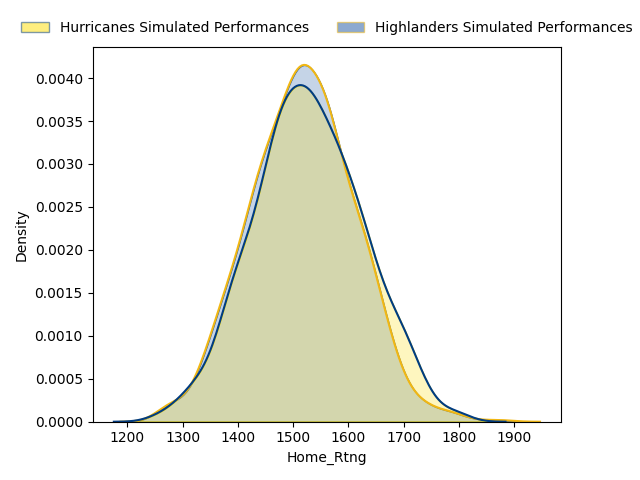 Hurricanes Simulated Performances Highlanders Simulated Performances
0.0040
0.0035
0.0030
0.0025
0.0020
0.0015
0.0010
0.0005
0.0000
Density
1200 1300 1400 1500 1600 1700 1800 1900
Home_Rtng